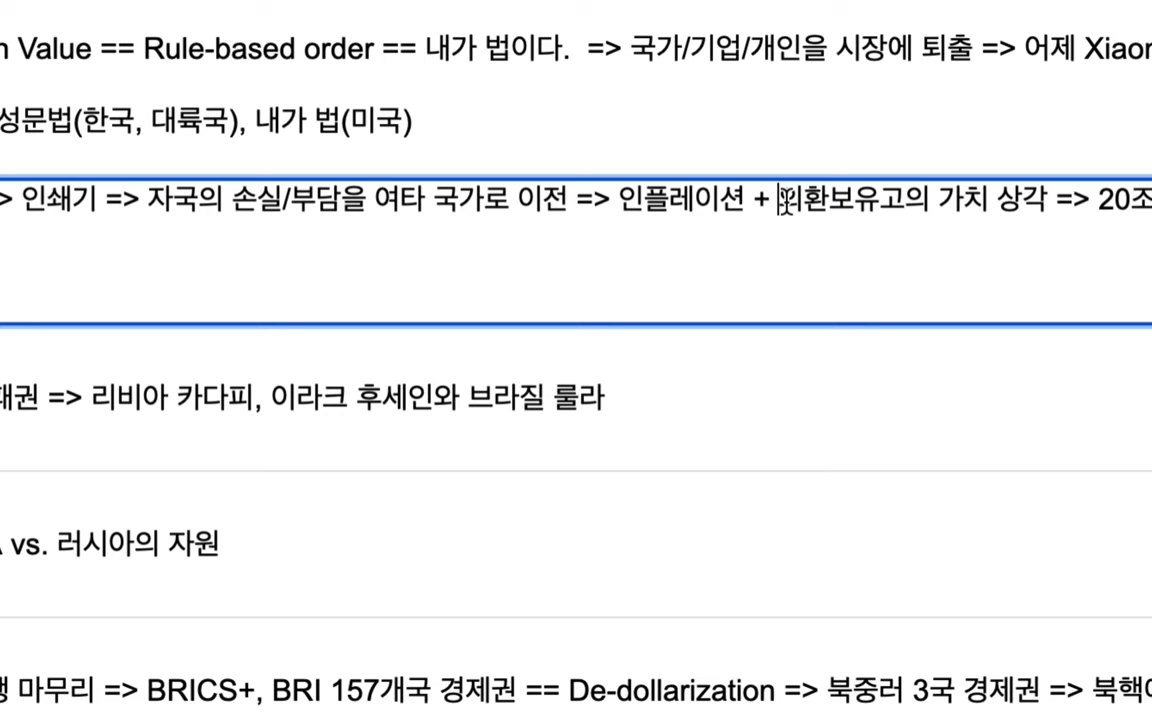 Value == Rule-based order == 내가 법이다. => 국가/기업/개인을 시장에 퇴출 => 어제
성문법(한국, 대륙국), 내가 법(미국)
> 인쇄기 => 자국의 손실/부담을 여타 국가로 이전 => 인플레이션 + 외환보유고의 가치 상각 => 20조
=> 리비아 카다피, 이라크 후세인와 브라질 룰라
vs. 러시아의 자원
마무리 => BRICS+, BRI 157개국 경제권 == De-dollarization => 북중러 3국 경제권 =>